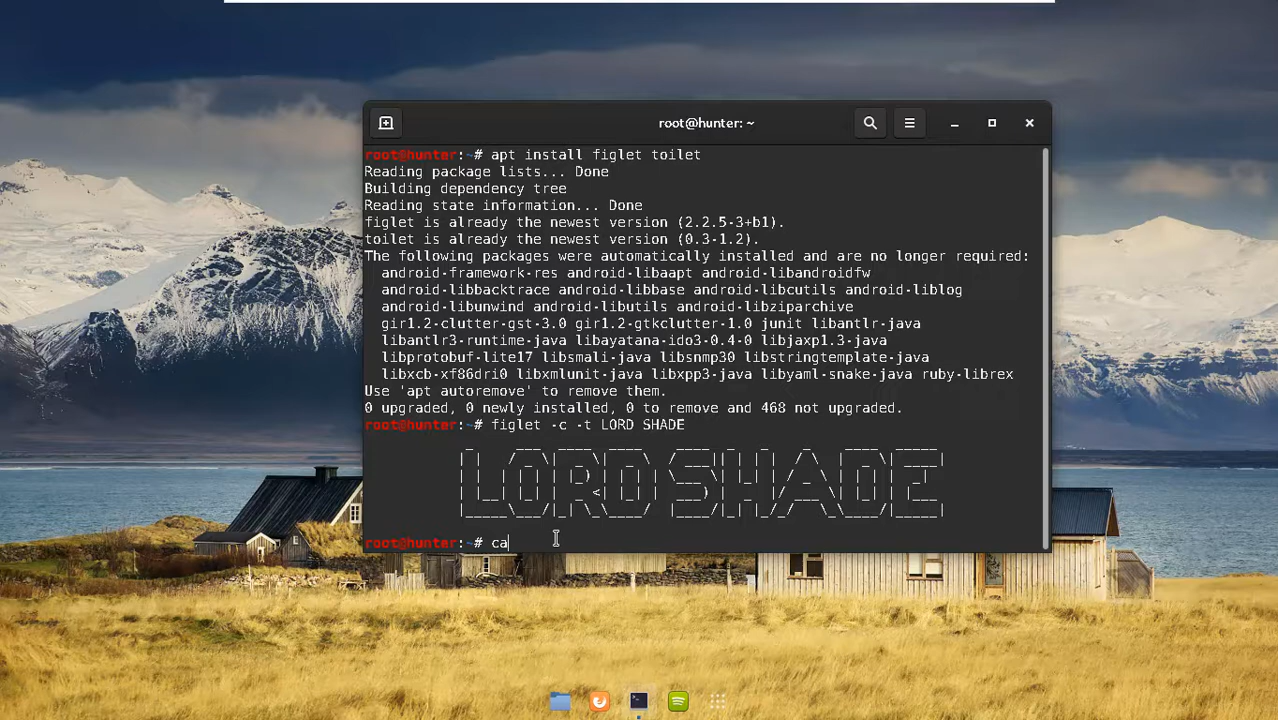 root@hunter: ~
root@hunter:~# apt install figlet toilet
Reading package lists... Done
Building dependency tree
Reading state information... Done
figlet is already the newest version (2.2.5-3+b1).
toilet is already the newest version (0.3-1.2).
The following packages were automatically installed and are no longer required:
android-framework-res android-libaapt android-libandroidfw
android-libbacktrace android-libbase android-libcutils android-liblog
android-libunwind android-libutils android-libziparchive
gir1.2-clutter-gst-3.0 gir1.2-gtkclutter-1.0 junit libantlr-java
libantlr3-runtime-java libayatana-ido3-0.4-0 libjaxp1.3-java
libprotobuf-lite17 libsmali-java libsnmp30 libstringtemplate-java
libxcb-xf86dri0 libxmlunit-java libxpp3-java libyaml-snake-java ruby-librex
Use 'apt autoremove' to remove them.
0 upgraded, 0 newly installed, 0 to remove and 468 not upgraded.
root@hunter:~# figlet -c -t LORD SHADE
LORD SHADE
root@hunter:~# ca